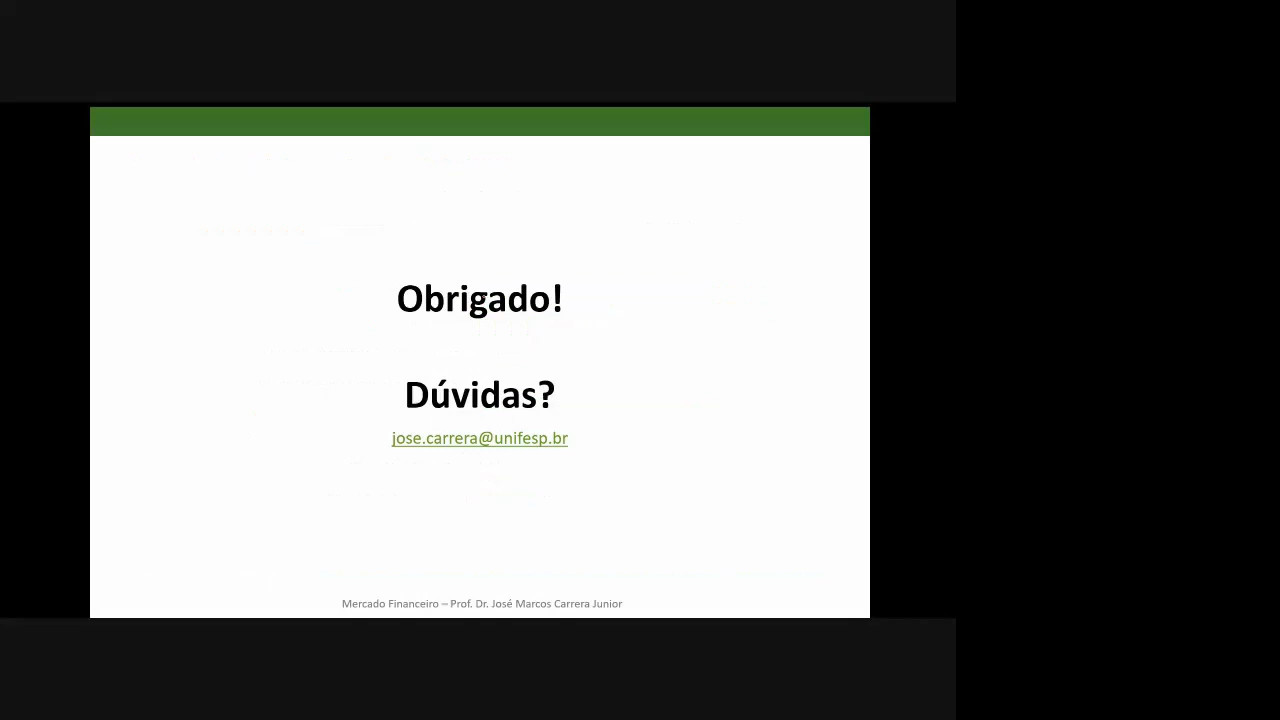 Obrigado!
Dúvidas?
jose.carrera@unifesp.br
Mercado Financeiro – Prof. Dr. José Marcos Carrera Junior